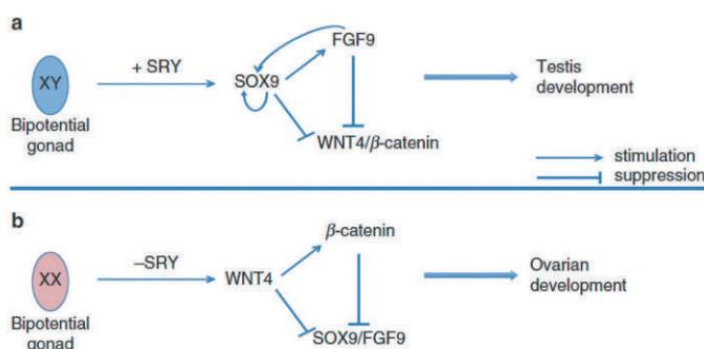 a
FGF9
XY
+ SRY
SOX9
Testis
development
Bipotential
gonad
WNT4/β-catenin
stimulation
suppression
b
β-catenin
XX
–SRY
WNT4
Ovarian
development
Bipotential
gonad
SOX9/FGF9